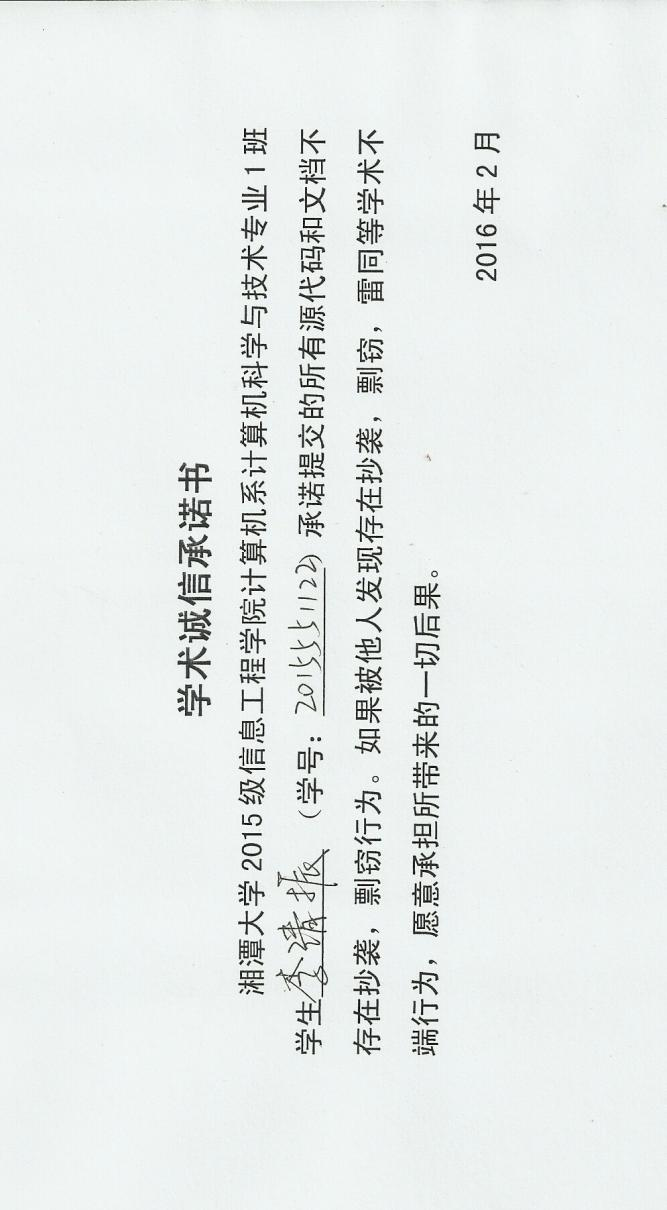 学术诚信承诺书
湘潭大学 2015 级信息工程学院计算机系计算机科学与技术专业 1 班
学生李清振（学号：2015551122）承诺提交的所有源代码和文档不
存在抄袭，剽窃行为。如果被他人发现存在抄袭，剽窃，雷同等学术不
端行为，愿意承担所带来的一切后果。
2016 年 2 月